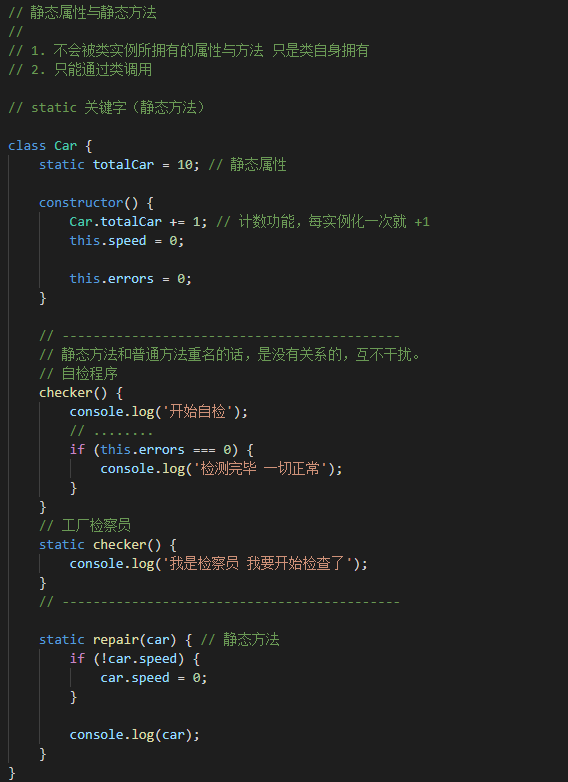 // 静态属性与静态方法
//
// 1. 不会被类实例所拥有的属性与方法 只是类自身拥有
// 2. 只能通过类调用
// static 关键字（静态方法）
class Car {
    static totalCar = 10; // 静态属性
    constructor() {
        Car.totalCar += 1; // 计数功能，每实例化一次就 +1
        this.speed = 0;
        this.errors = 0;
    }
    // --------------------------------------------
    // 静态方法和普通方法重名的话，是没有关系的，互不干扰。
    // 自检程序
    checker() {
        console.log('开始自检');
        // ........
        if (this.errors === 0) {
            console.log('检测完毕 一切正常');
        }
    }
    // 工厂检察员
    static checker() {
        console.log('我是检察员 我要开始检查了');
    }
    // --------------------------------------------
    static repair(car) { // 静态方法
        if (!car.speed) {
            car.speed = 0;
        }
        console.log(car);
    }
}